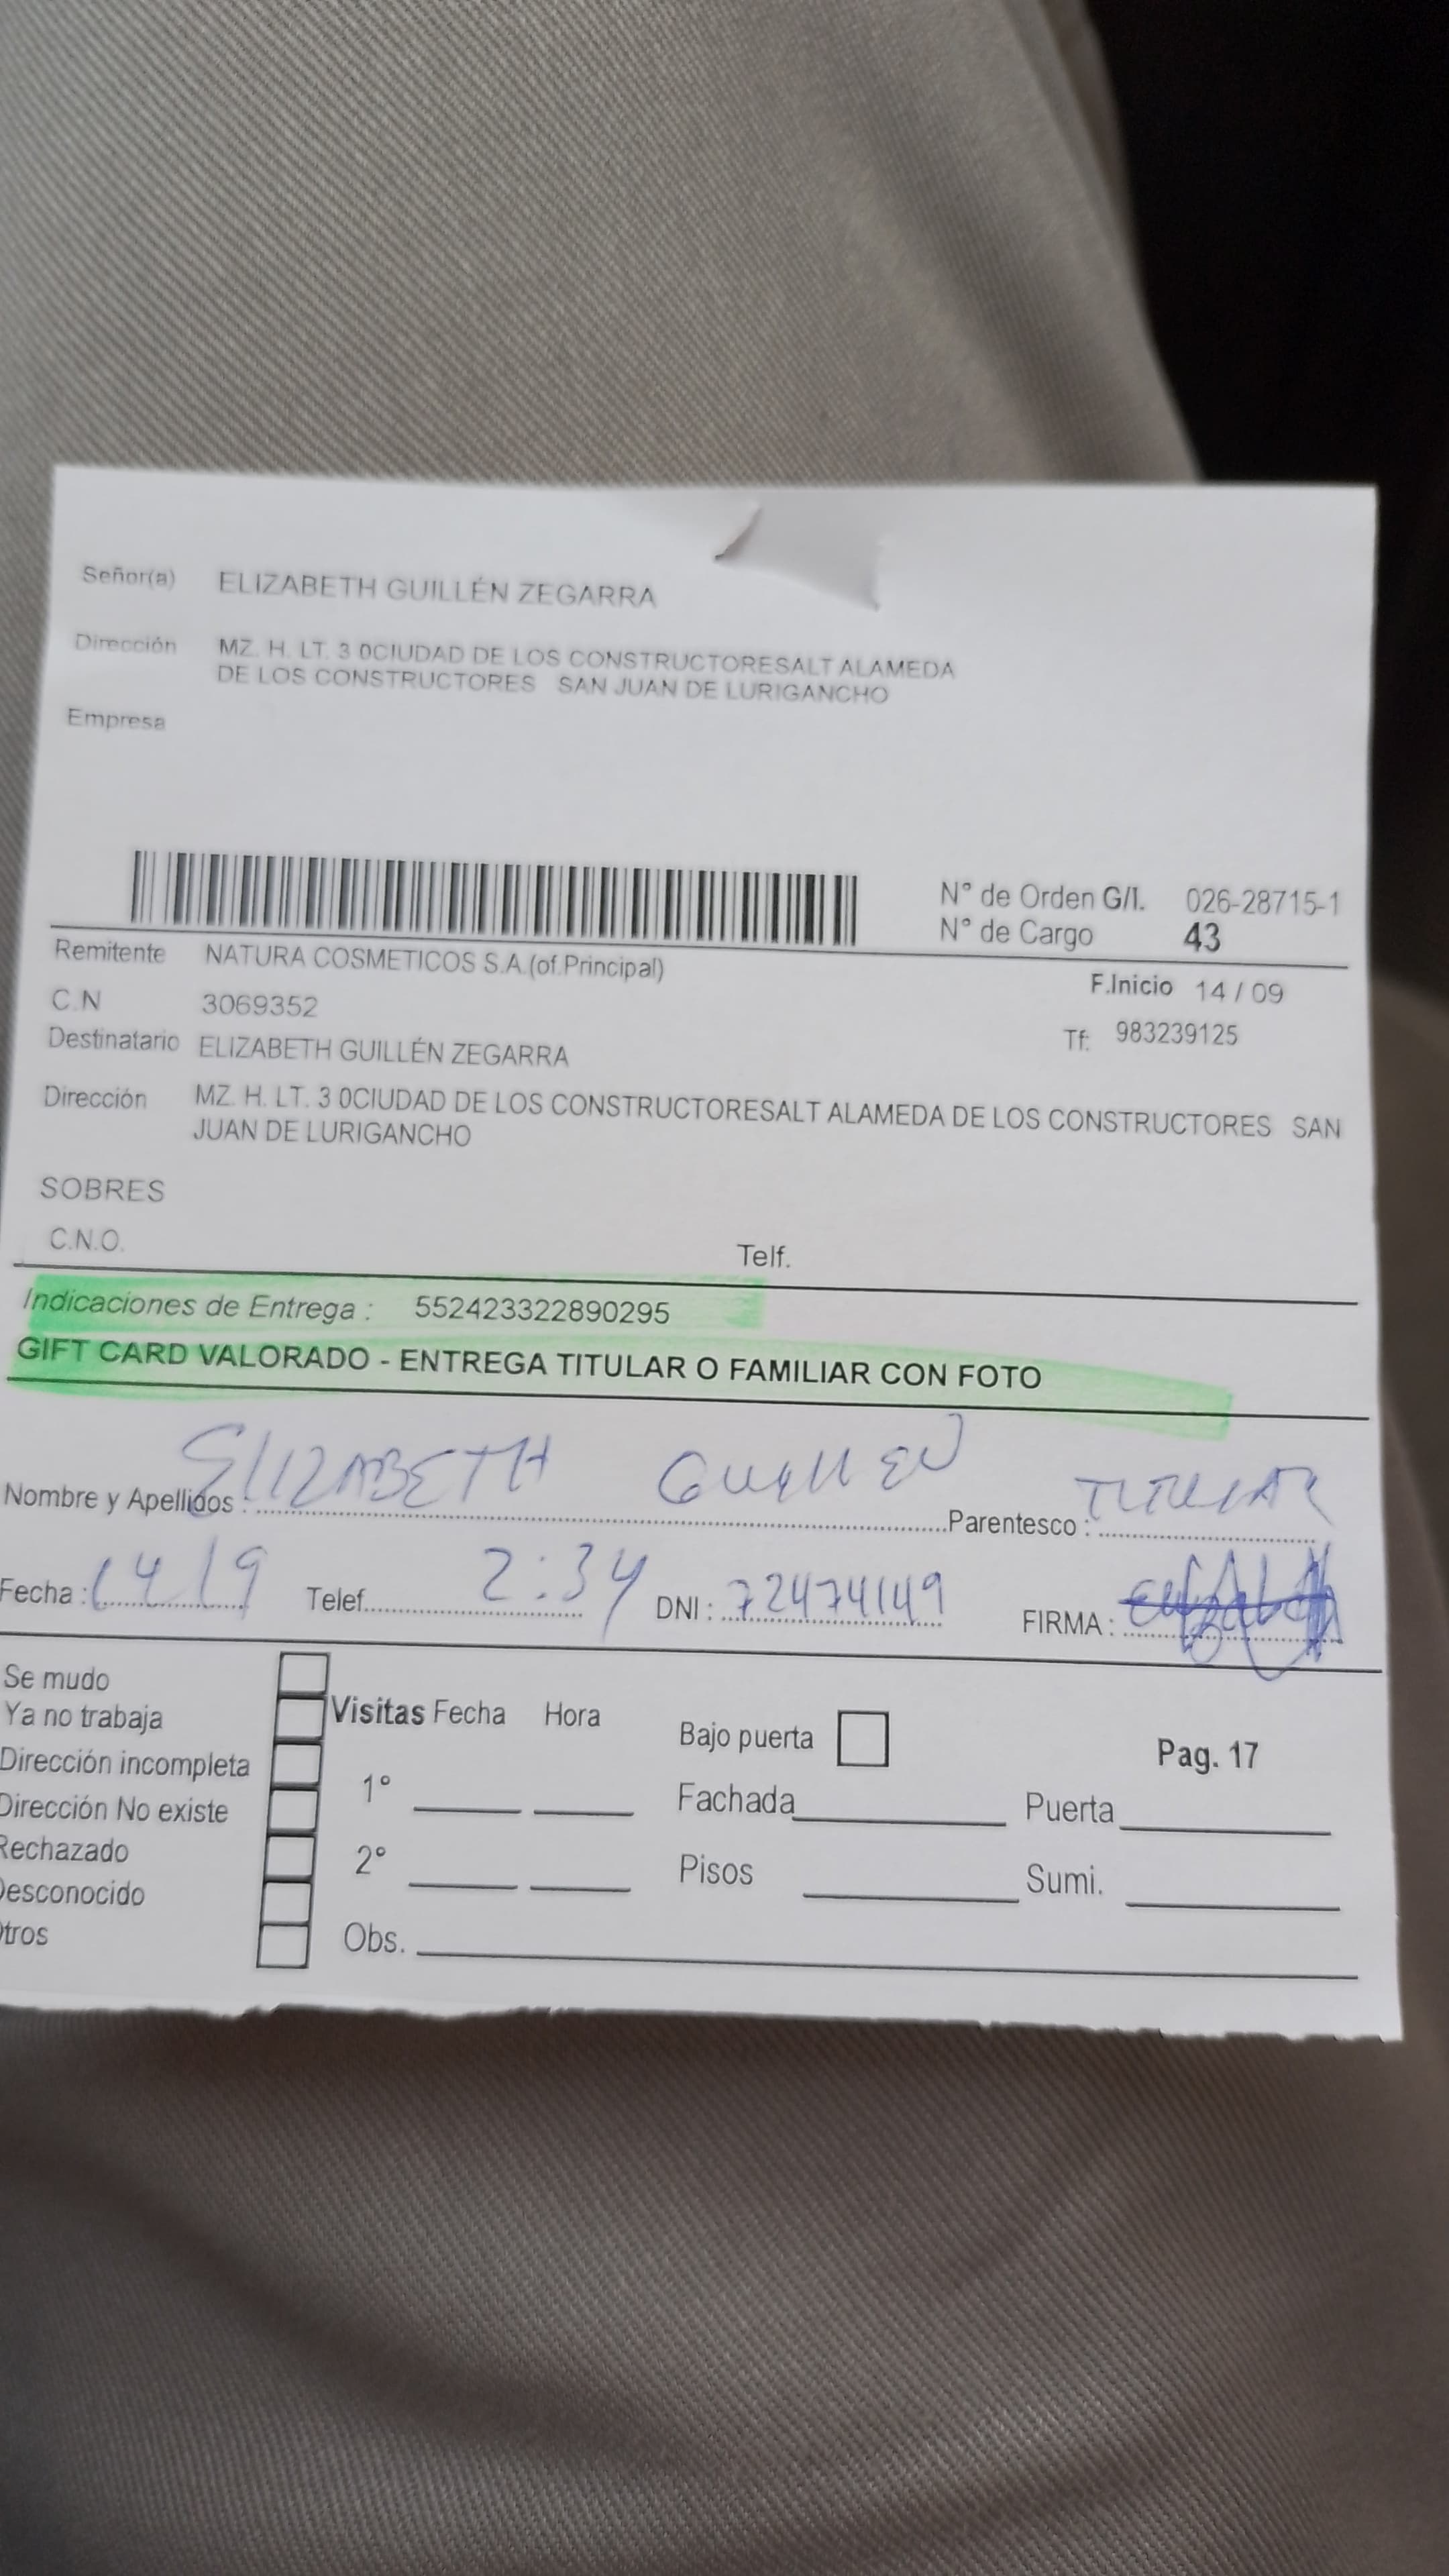 Señor(a) ELIZABETH GUILLÉN ZEGARRA
Dirección MZ. H. LT. 3 0CIUDAD DE LOS CONSTRUCTORESALT ALAMEDA
DE LOS CONSTRUCTORES SAN JUAN DE LURIGANCHO
Empresa
N° de Orden G/I. 026-28715-1
N° de Cargo 43
Remitente NATURA COSMETICOS S.A.(of.Principal)
F.Inicio 14 / 09
C.N 3069352
Tf: 983239125
Destinatario ELIZABETH GUILLÉN ZEGARRA
Dirección MZ. H. LT. 3 0CIUDAD DE LOS CONSTRUCTORESALT ALAMEDA DE LOS CONSTRUCTORES SAN
JUAN DE LURIGANCHO
SOBRES
C.N.O. Telf.
Indicaciones de Entrega : 552423322890295
GIFT CARD VALORADO - ENTREGA TITULAR O FAMILIAR CON FOTO
Nombre y Apellidos : ELIZABETH GUILLEN Parentesco : TITULAR
Fecha : 14/9 Telef. 2:34 DNI : 72474149 FIRMA :
Se mudo
Ya no trabaja Visitas Fecha Hora Bajo puerta Pag. 17
Dirección incompleta 1° Fachada Puerta
Dirección No existe
Rechazado 2° Pisos Sumi.
Desconocido
Otros Obs.